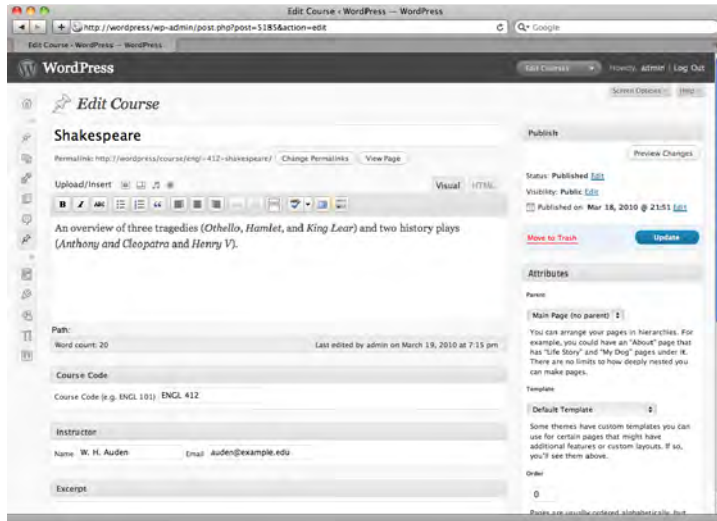 Edit Course ‹ WordPress — WordPress
http://wordpress/wp-admin/post.php?post=5185&action=edit
Google
Edit Course ‹ WordPress — WordPress
WordPress
Edit Courses
Howdy, admin | Log Out
Screen Options
Help
Edit Course
Shakespeare
Permalink: http://wordpress/course/engl-412-shakespeare/ Change Permalinks View Page
Upload/Insert
Visual HTML
B I ABC
An overview of three tragedies (Othello, Hamlet, and King Lear) and two history plays
(Anthony and Cleopatra and Henry V).
Path:
Word count: 20
Last edited by admin on March 19, 2010 at 7:15 pm
Course Code
Course Code (e.g. ENGL 101) ENGL 412
Instructor
Name W. H. Auden Email auden@example.edu
Excerpt
Publish
Preview Changes
Status: Published Edit
Visibility: Public Edit
Published on: Mar 18, 2010 @ 21:51 Edit
Move to Trash
Update
Attributes
Parent
Main Page (no parent)
You can arrange your pages in hierarchies. For
example, you could have an "About" page that
has "Life Story" and "My Dog" pages under it.
There are no limits to how deeply nested you
can make pages.
Template
Default Template
Some themes have custom templates you can
use for certain pages that might have
additional features or custom layouts. If so,
you'll see them above.
Order
0
Pages are usually ordered alphabetically, but